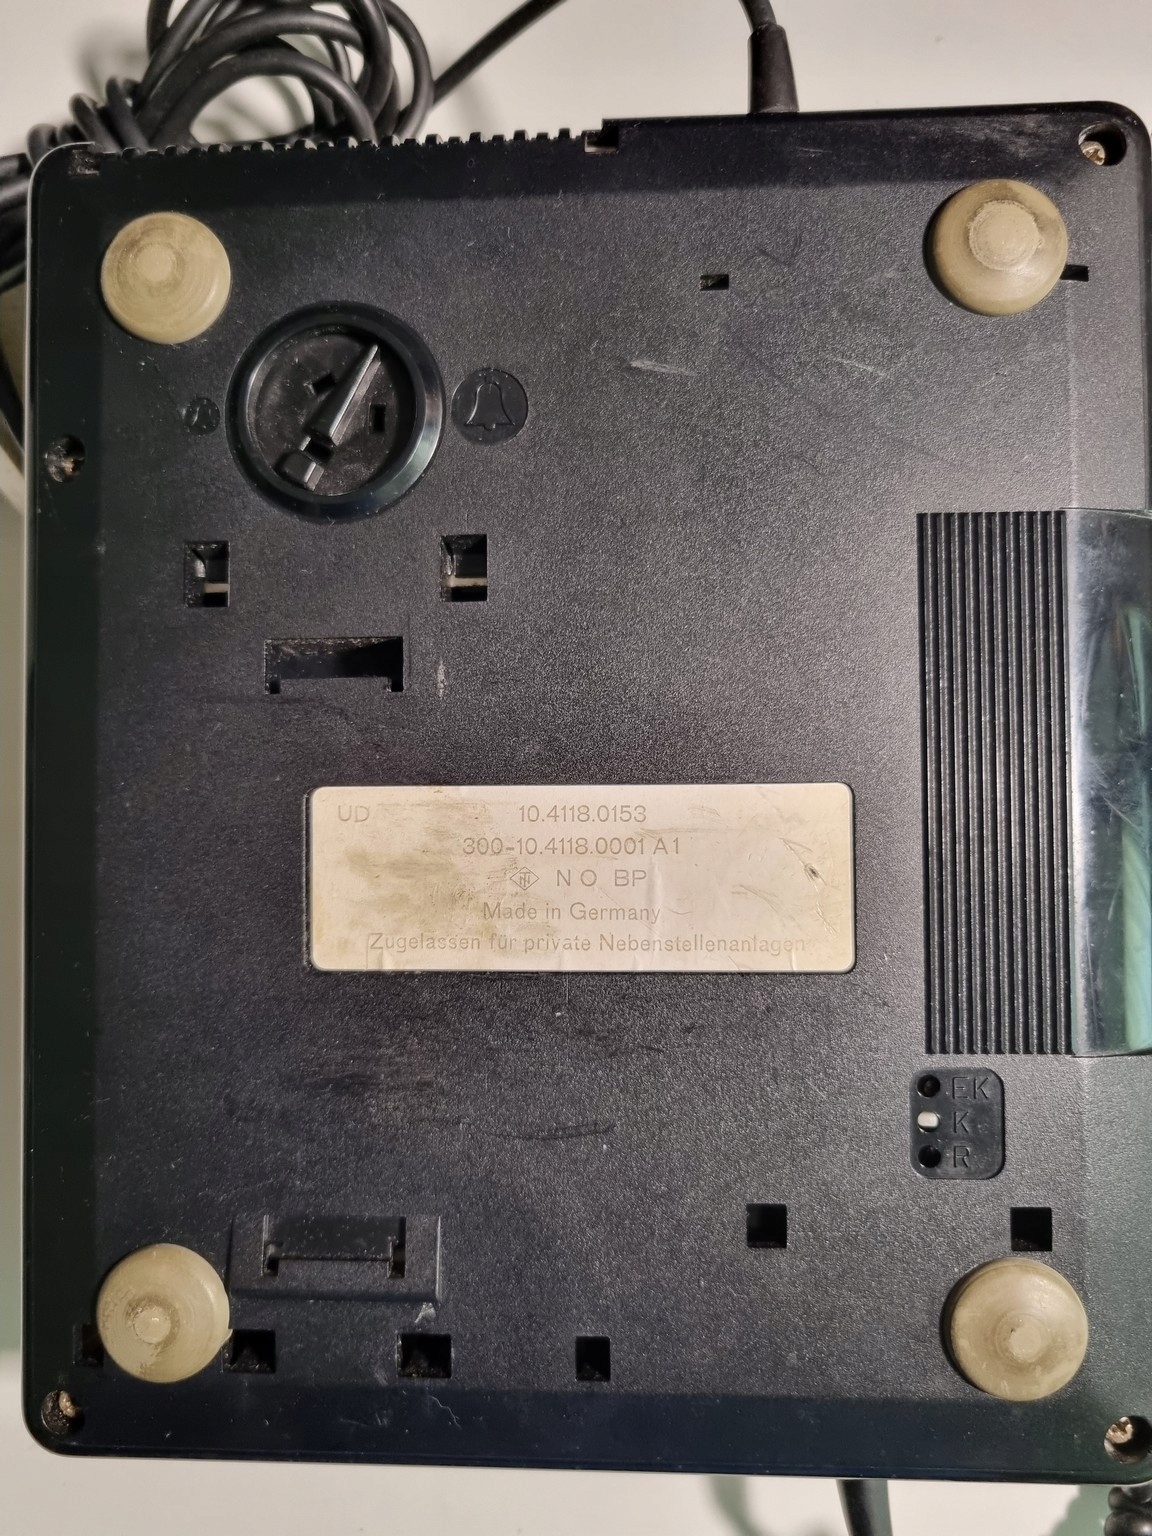 UD 10.4118.0153
300-10.4118.0001 A1
N O BP
Made in Germany
Zugelassen für private Nebenstellenanlagen
EK
K
R